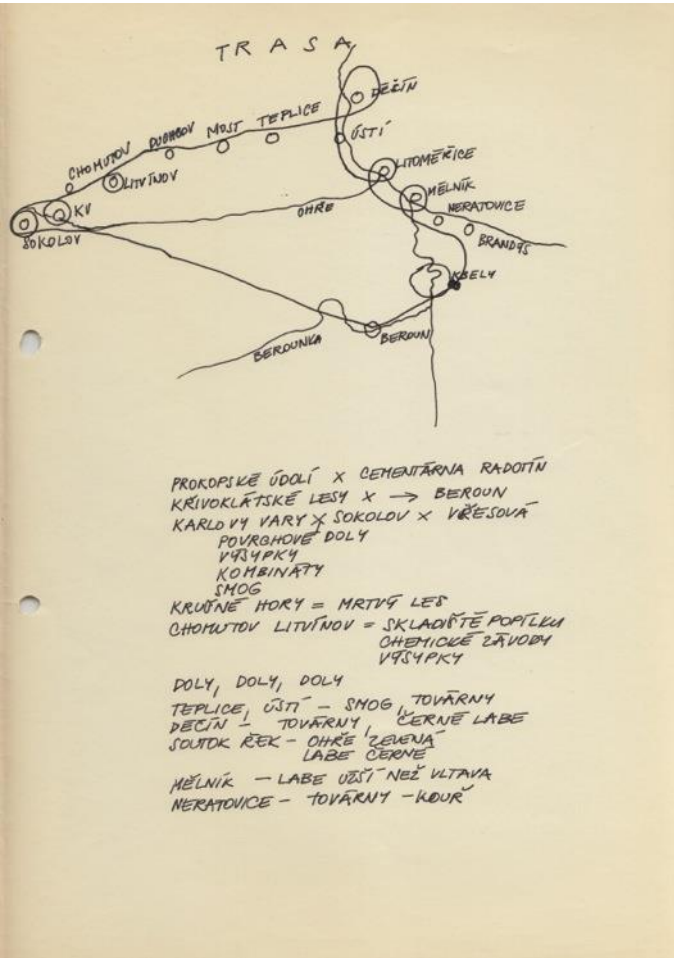 TRASA
DĚČÍN
ÚSTÍ
TEPLICE
MOST
DUCHCOV
CHOMUTOV
LITVÍNOV
KV
SOKOLOV
OHŘE
LITOMĚŘICE
MĚLNÍK
NERATOVICE
BRANDÝS
KBELY
BEROUN
BEROUNKA
PROKOPSKÉ ÚDOLÍ X CEMENTÁRNA RADOTÍN
KŘIVOKLÁTSKÉ LESY X → BEROUN
KARLOVY VARY X SOKOLOV X VŘESOVÁ
POVRCHOVÉ DOLY
VÝSYPKY
KOMBINÁTY
SMOG
KRUŠNÉ HORY = MRTVÝ LES
CHOMUTOV LITVÍNOV = SKLADIŠTĚ POPÍLKU
CHEMICKÉ ZÁVODY
VÝSYPKY
DOLY, DOLY, DOLY
TEPLICE, ÚSTÍ – SMOG, TOVÁRNY
DĚČÍN – TOVÁRNY, ČERNÉ LABE
SOUTOK ŘEK – OHŘE ZELENÁ
LABE ČERNÉ
MĚLNÍK – LABE UŽŠÍ NEŽ VLTAVA
NERATOVICE – TOVÁRNY – KOUŘ